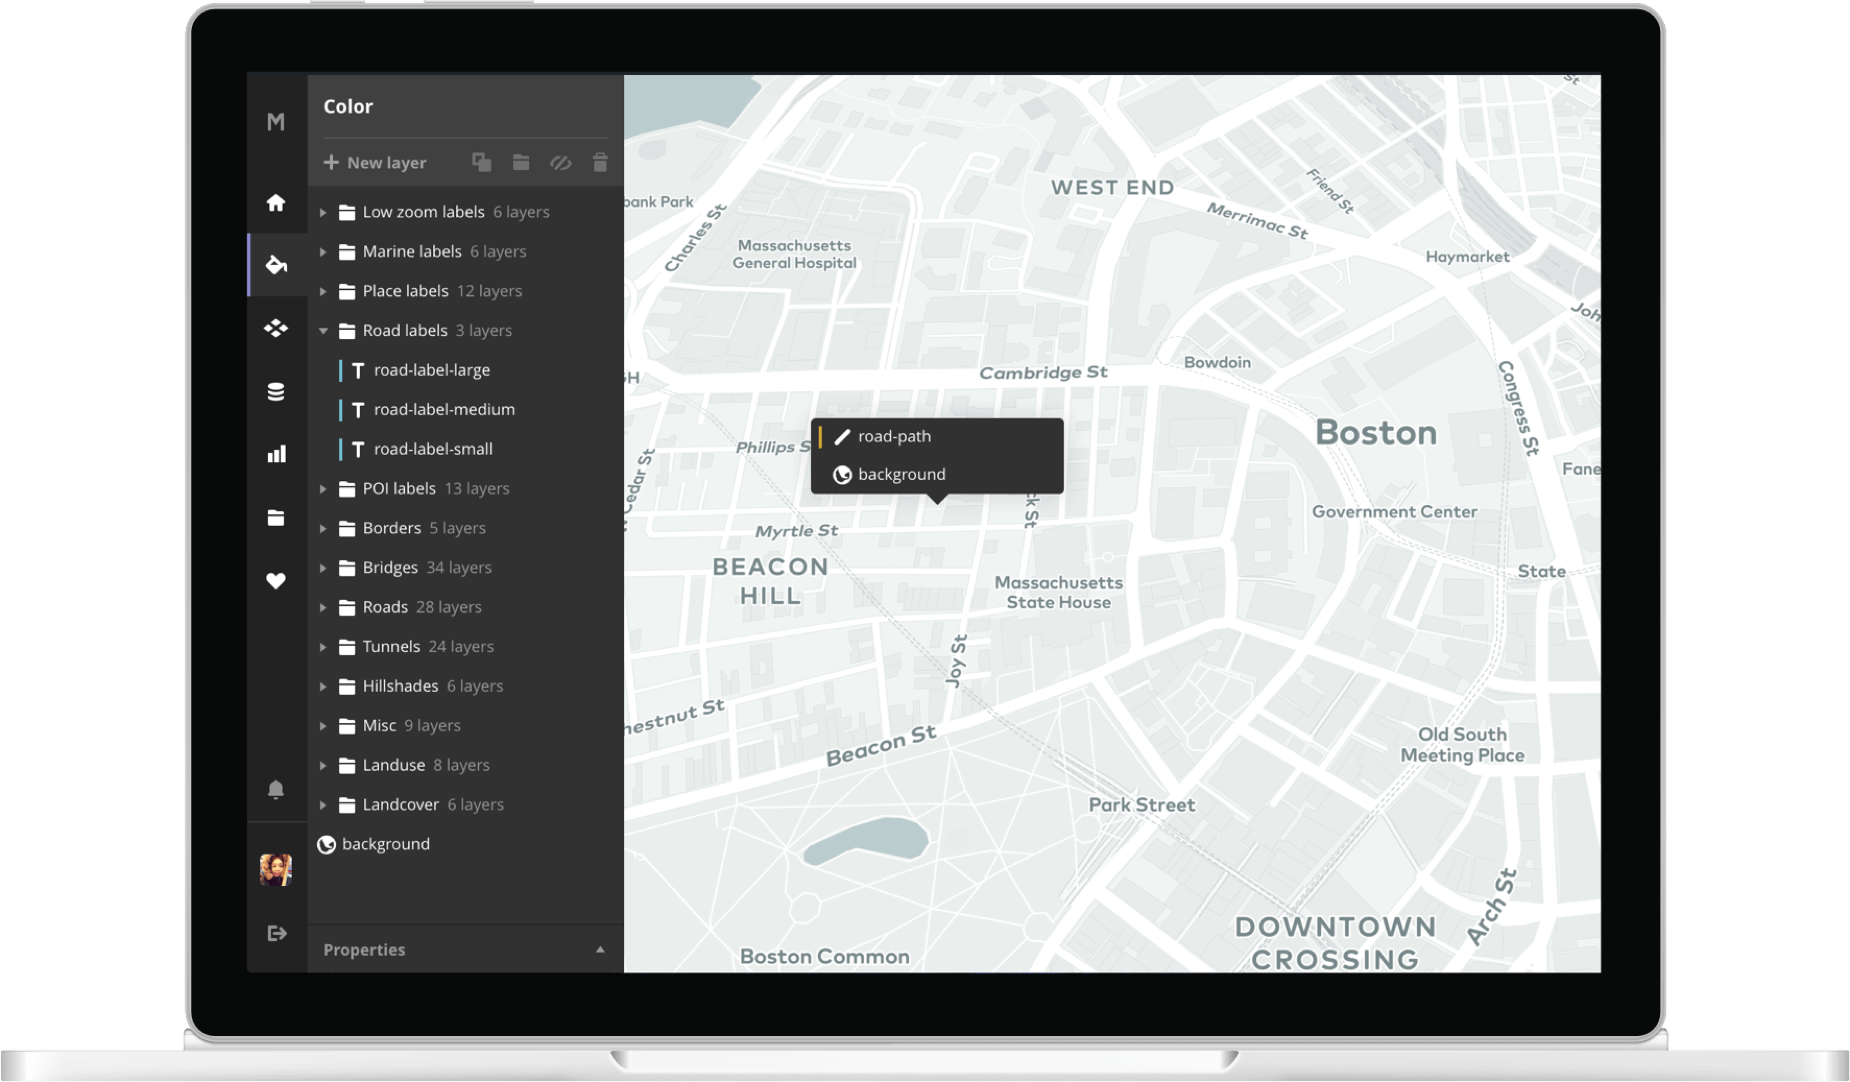 M
Color
New layer
Low zoom labels 6 layers
Marine labels 6 layers
Place labels 12 layers
Road labels 3 layers
T road-label-large
T road-label-medium
T road-label-small
POI labels 13 layers
Borders 5 layers
Bridges 34 layers
Roads 28 layers
Tunnels 24 layers
Hillshades 6 layers
Misc 9 layers
Landuse 8 layers
Landcover 6 layers
background
Properties
St
WEST END
bank Park
Friend St
Merrimac St
Charles St
Massachusetts
General Hospital
Haymarket
Joh
Bowdoin
Cambridge St
GH
Congress St
Boston
road-path
background
Phillips S
Fane
Cedar St
ck St
Government Center
Myrtle St
BEACON
HILL
Massachusetts
State House
State
Joy St
hestnut St
Beacon St
Old South
Meeting Place
Park Street
Arch St
DOWNTOWN
CROSSING
Boston Common